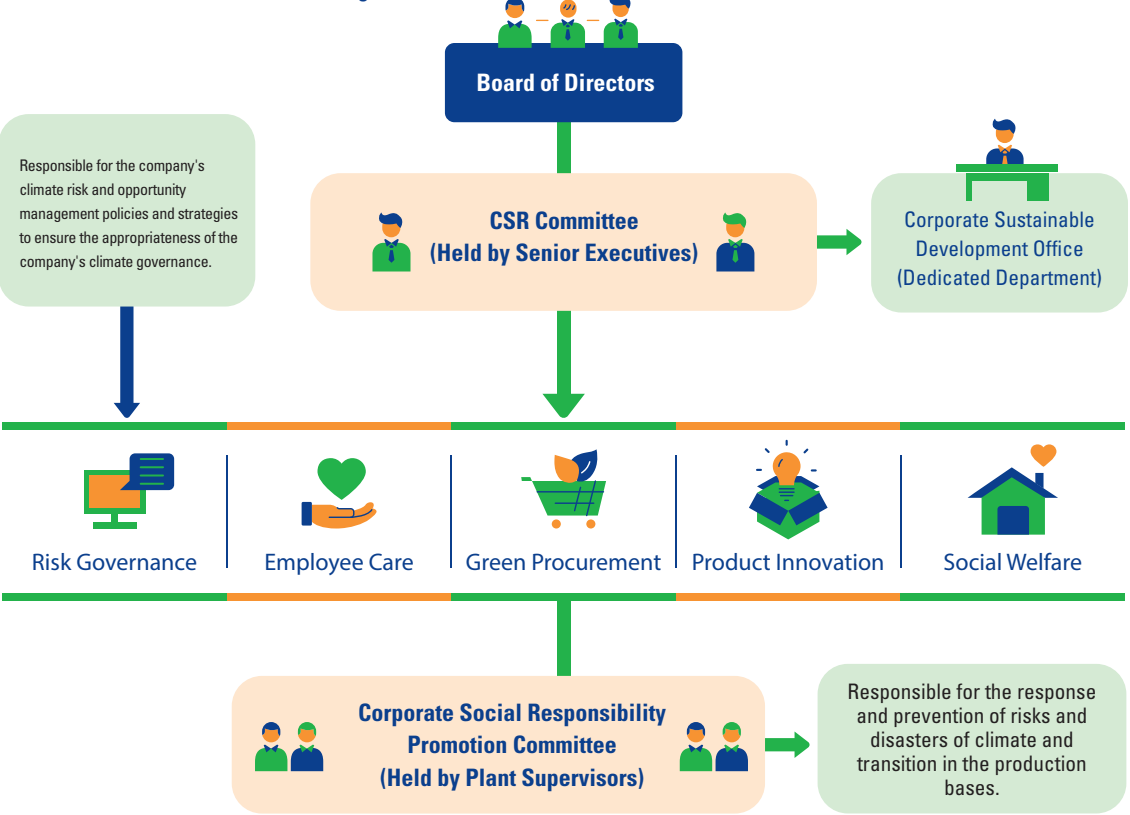 Board of Directors
Responsible for the company's
climate risk and opportunity
management policies and strategies
to ensure the appropriateness of the
company's climate governance.
CSR Committee
(Held by Senior Executives)
Corporate Sustainable
Development Office
(Dedicated Department)
Risk Governance
Employee Care
Green Procurement
Product Innovation
Social Welfare
Corporate Social Responsibility
Promotion Committee
(Held by Plant Supervisors)
Responsible for the response
and prevention of risks and
disasters of climate and
transition in the production
bases.